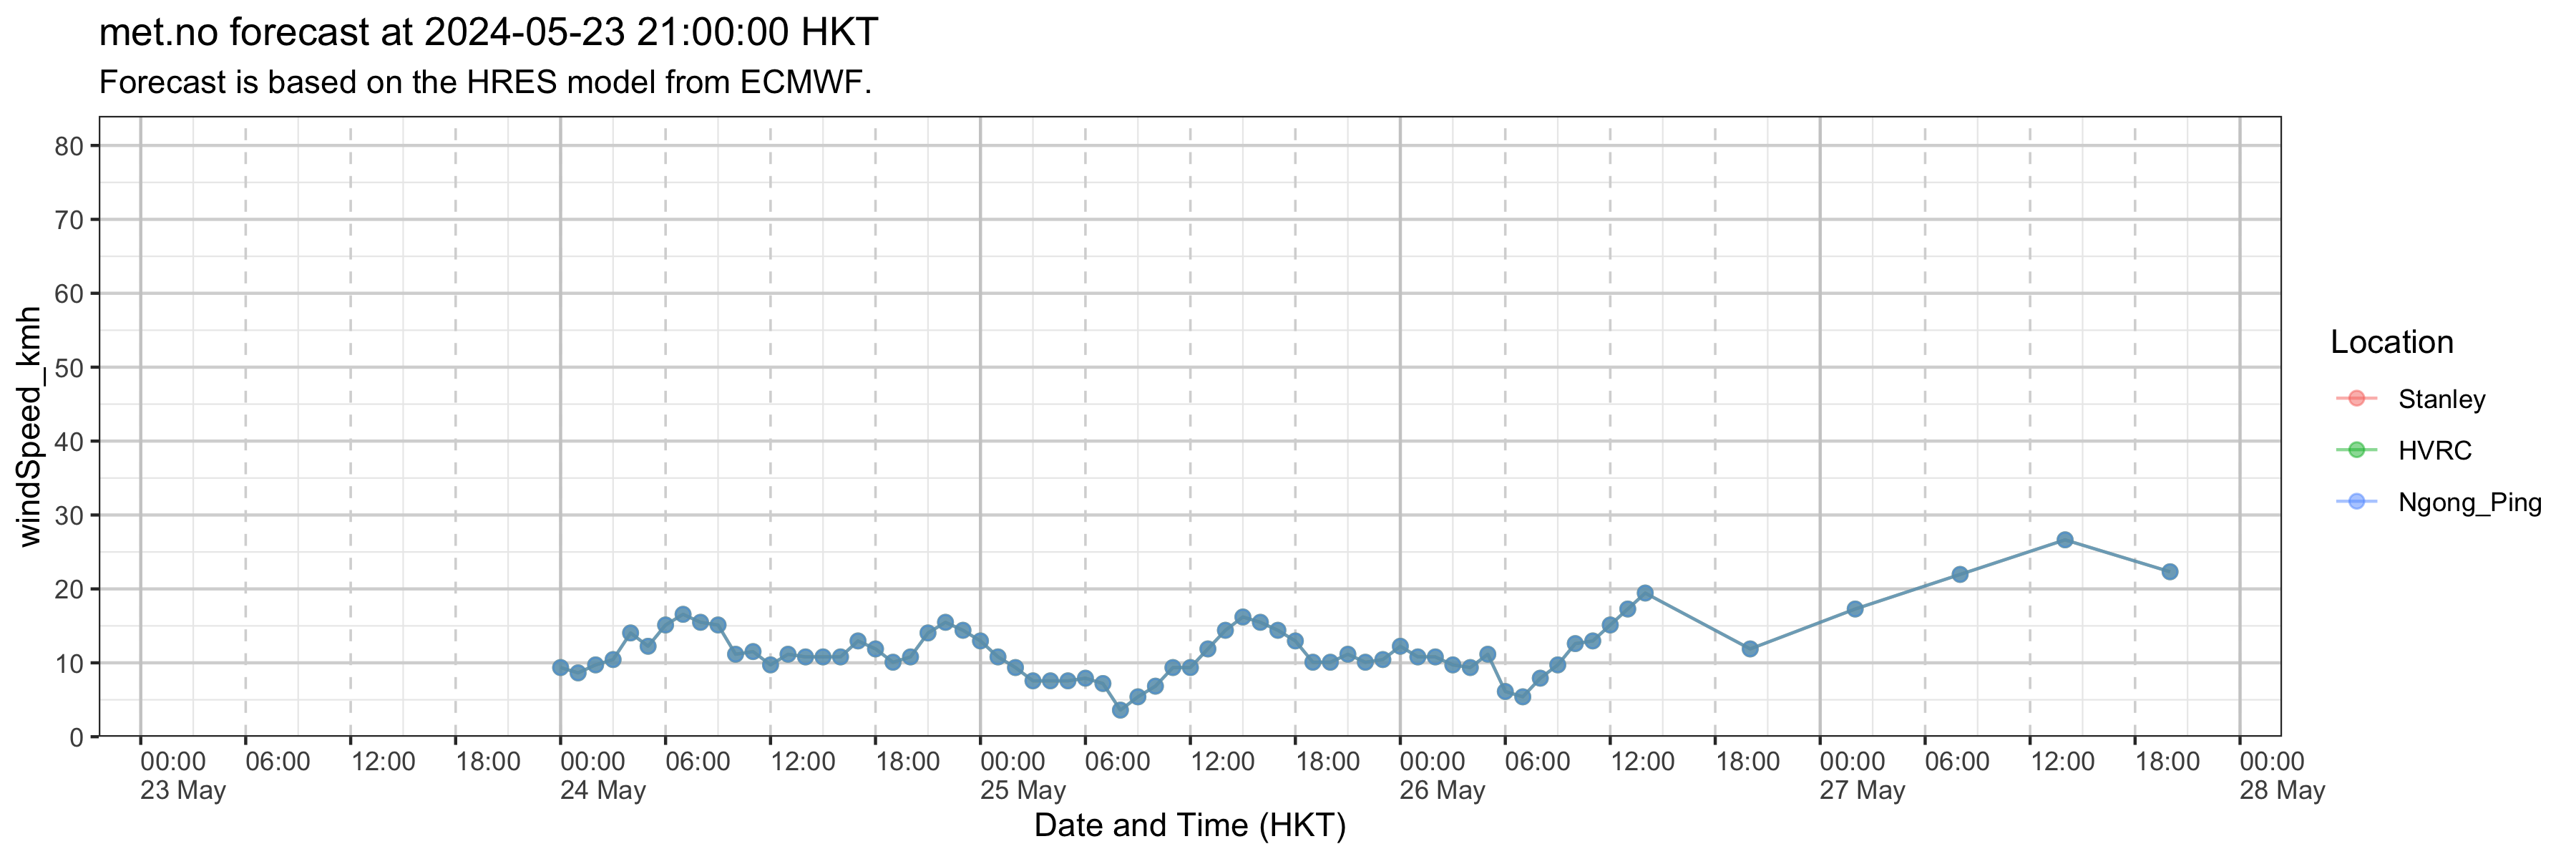 met.no forecast at 2024-05-23 21:00:00 HKT
Forecast is based on the HRES model from ECMWF.
windSpeed_kmh
80
70
60
50
40
30
20
10
0
00:00 06:00 12:00 18:00 00:00 06:00 12:00 18:00 00:00 06:00 12:00 18:00 00:00 06:00 12:00 18:00 00:00 06:00 12:00 18:00 00:00
23 May 24 May 25 May 26 May 27 May 28 May
Date and Time (HKT)
Location
Stanley
HVRC
Ngong_Ping